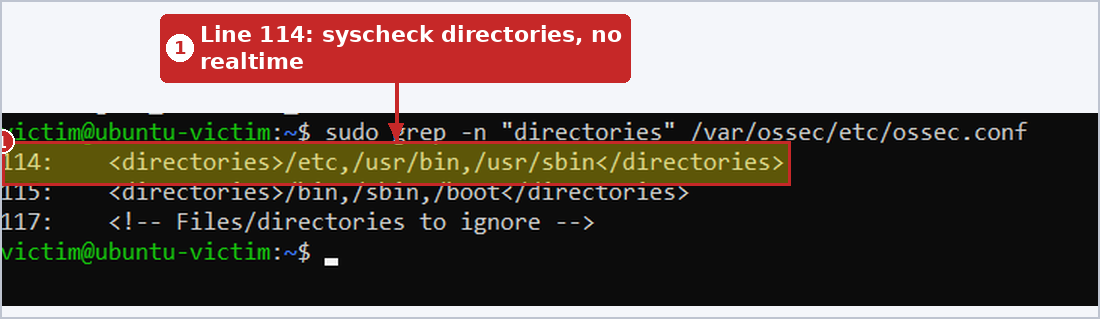 1 Line 114: syscheck directories, no
realtime
victim@ubuntu-victim:~$ sudo grep -n "directories" /var/ossec/etc/ossec.conf
1
114:    <directories>/etc,/usr/bin,/usr/sbin</directories>
115:    <directories>/bin,/sbin,/boot</directories>
117:    <!-- Files/directories to ignore -->
victim@ubuntu-victim:~$